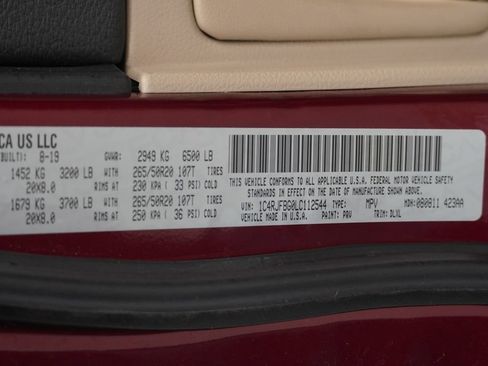 CA US LLC
BUILT): 8-19 GVWR: 2949 KG 6500 LB
1452 KG 3200 LB WITH 265/50R20 107T TIRES
20X8.0 RIMS AT 230 KPA ( 33 PSI) COLD
1679 KG 3700 LB WITH 265/50R20 107T TIRES
20X8.0 RIMS AT 250 KPA ( 36 PSI) COLD
THIS VEHICLE CONFORMS TO ALL APPLICABLE U.S.A. FEDERAL MOTOR VEHICLE SAFETY
STANDARDS IN EFFECT ON THE DATE OF MANUFACTURE SHOWN ABOVE.
VIN: 1C4RJFBG0LC112544 TYPE: MPV MDH: 080811 423AA
MADE IN U.S.A. PAINT: PRV TRIM: DLVL